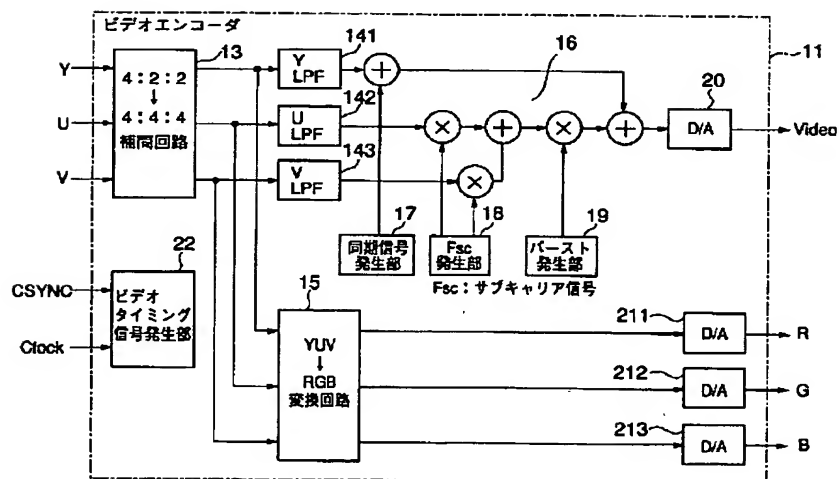 ビデオエンコーダ
11
13
Y
U
V
4:2:2
↓
4:4:4
補間回路
141
Y
LPF
142
U
LPF
143
V
LPF
16
20
D/A
Video
17
同期信号
発生部
18
Fsc
発生部
19
バースト
発生部
Fsc:サブキャリア信号
22
CSYNC
Clock
ビデオ
タイミング
信号発生部
15
YUV
↓
RGB
変換回路
211
D/A
R
212
D/A
G
213
D/A
B